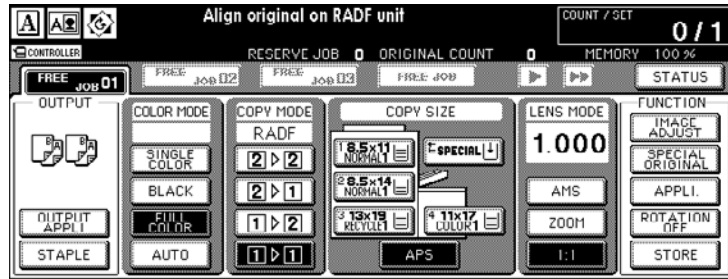 Align original on RADF unit
COUNT / SET
0 / 1
CONTROLLER
RESERVE JOB 0 ORIGINAL COUNT 0 MEMORY 100 %
FREE JOB 01
FREE JOB 02
FREE JOB 03
FREE JOB
STATUS
OUTPUT
OUTPUT
APPLI
STAPLE
COLOR MODE
SINGLE
COLOR
BLACK
FULL
COLOR
AUTO
COPY MODE
RADF
2 ▷ 2
2 ▷ 1
1 ▷ 2
1 ▷ 1
COPY SIZE
1 8.5x11
NORMAL1
SPECIAL
2 8.5x14
NORMAL1
3 13x19
RECYCLE1
4 11x17
COLOR1
APS
LENS MODE
1.000
AMS
ZOOM
1:1
FUNCTION
IMAGE
ADJUST
SPECIAL
ORIGINAL
APPLI.
ROTATION
OFF
STORE